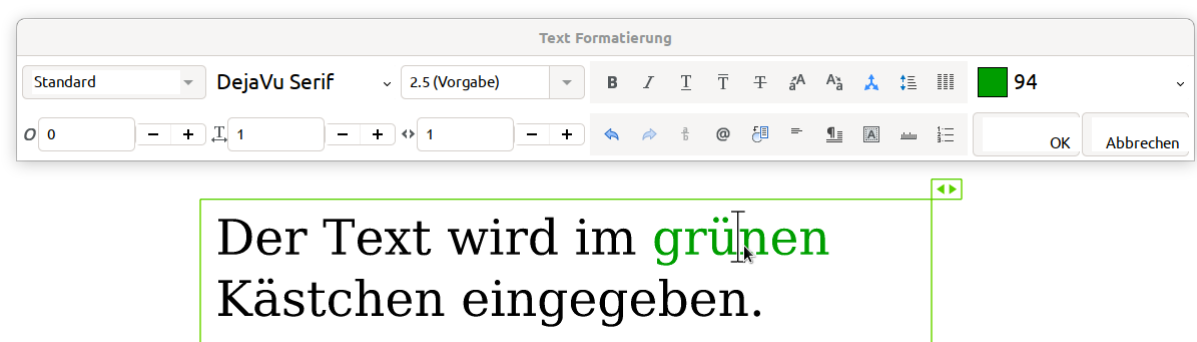 Text Formatierung
Standard DejaVu Serif 2.5 (Vorgabe) B I T T T A Aa 94
O 0 - + T 1 - + <> 1 - + a/b @ A OK Abbrechen
Der Text wird im grünen
Kästchen eingegeben.